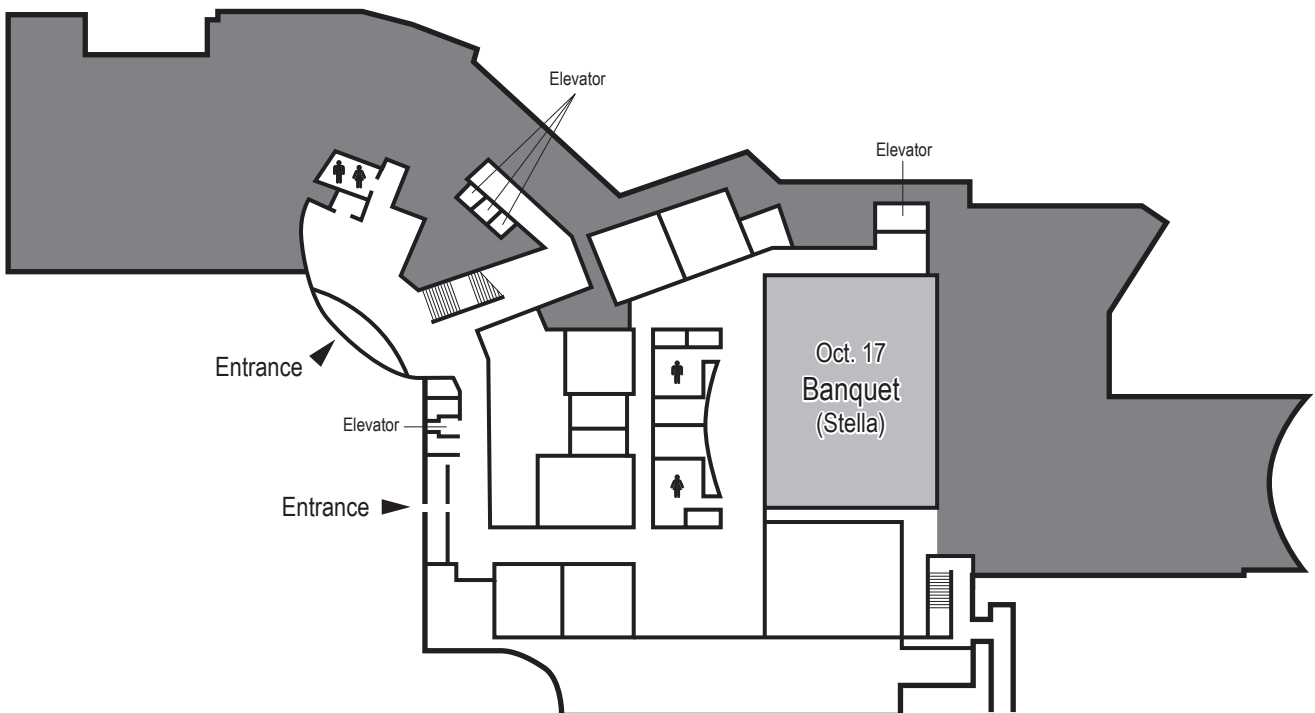 Elevator
Elevator
Entrance
Oct. 17
Banquet
(Stella)
Elevator
Entrance